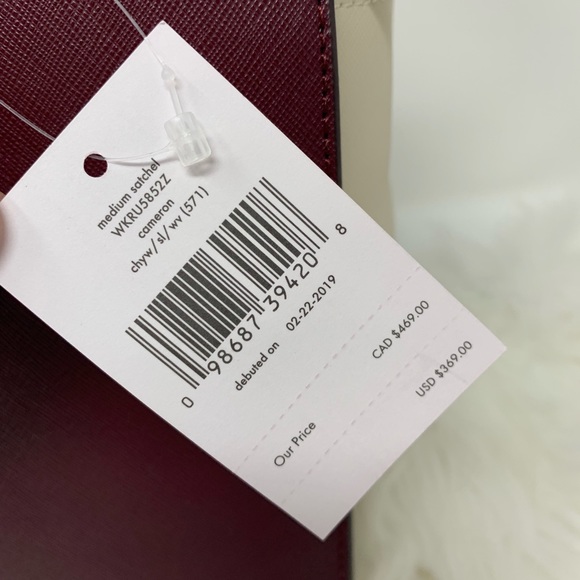 medium satchel
WKRU5852Z
cameron
chyw/sl/wv (571)
0 98687 39420 8
debuted on 02-22-2019
CAD $469.00
Our Price USD $369.00